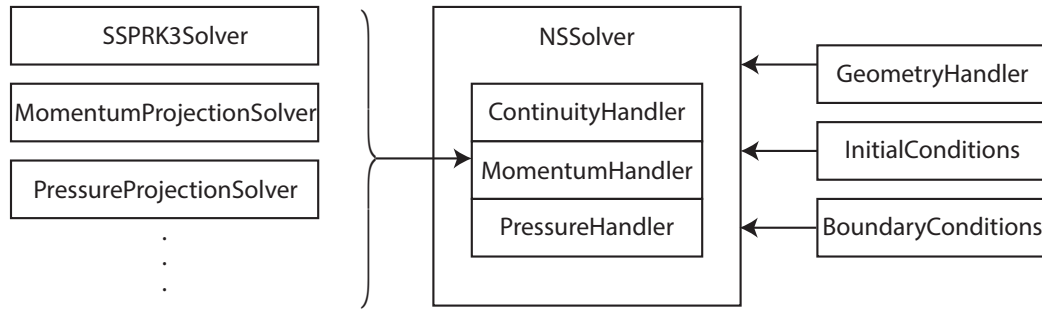 SSPRK3Solver
MomentumProjectionSolver
PressureProjectionSolver
.
.
.
NSSolver
ContinuityHandler
MomentumHandler
PressureHandler
GeometryHandler
InitialConditions
BoundaryConditions